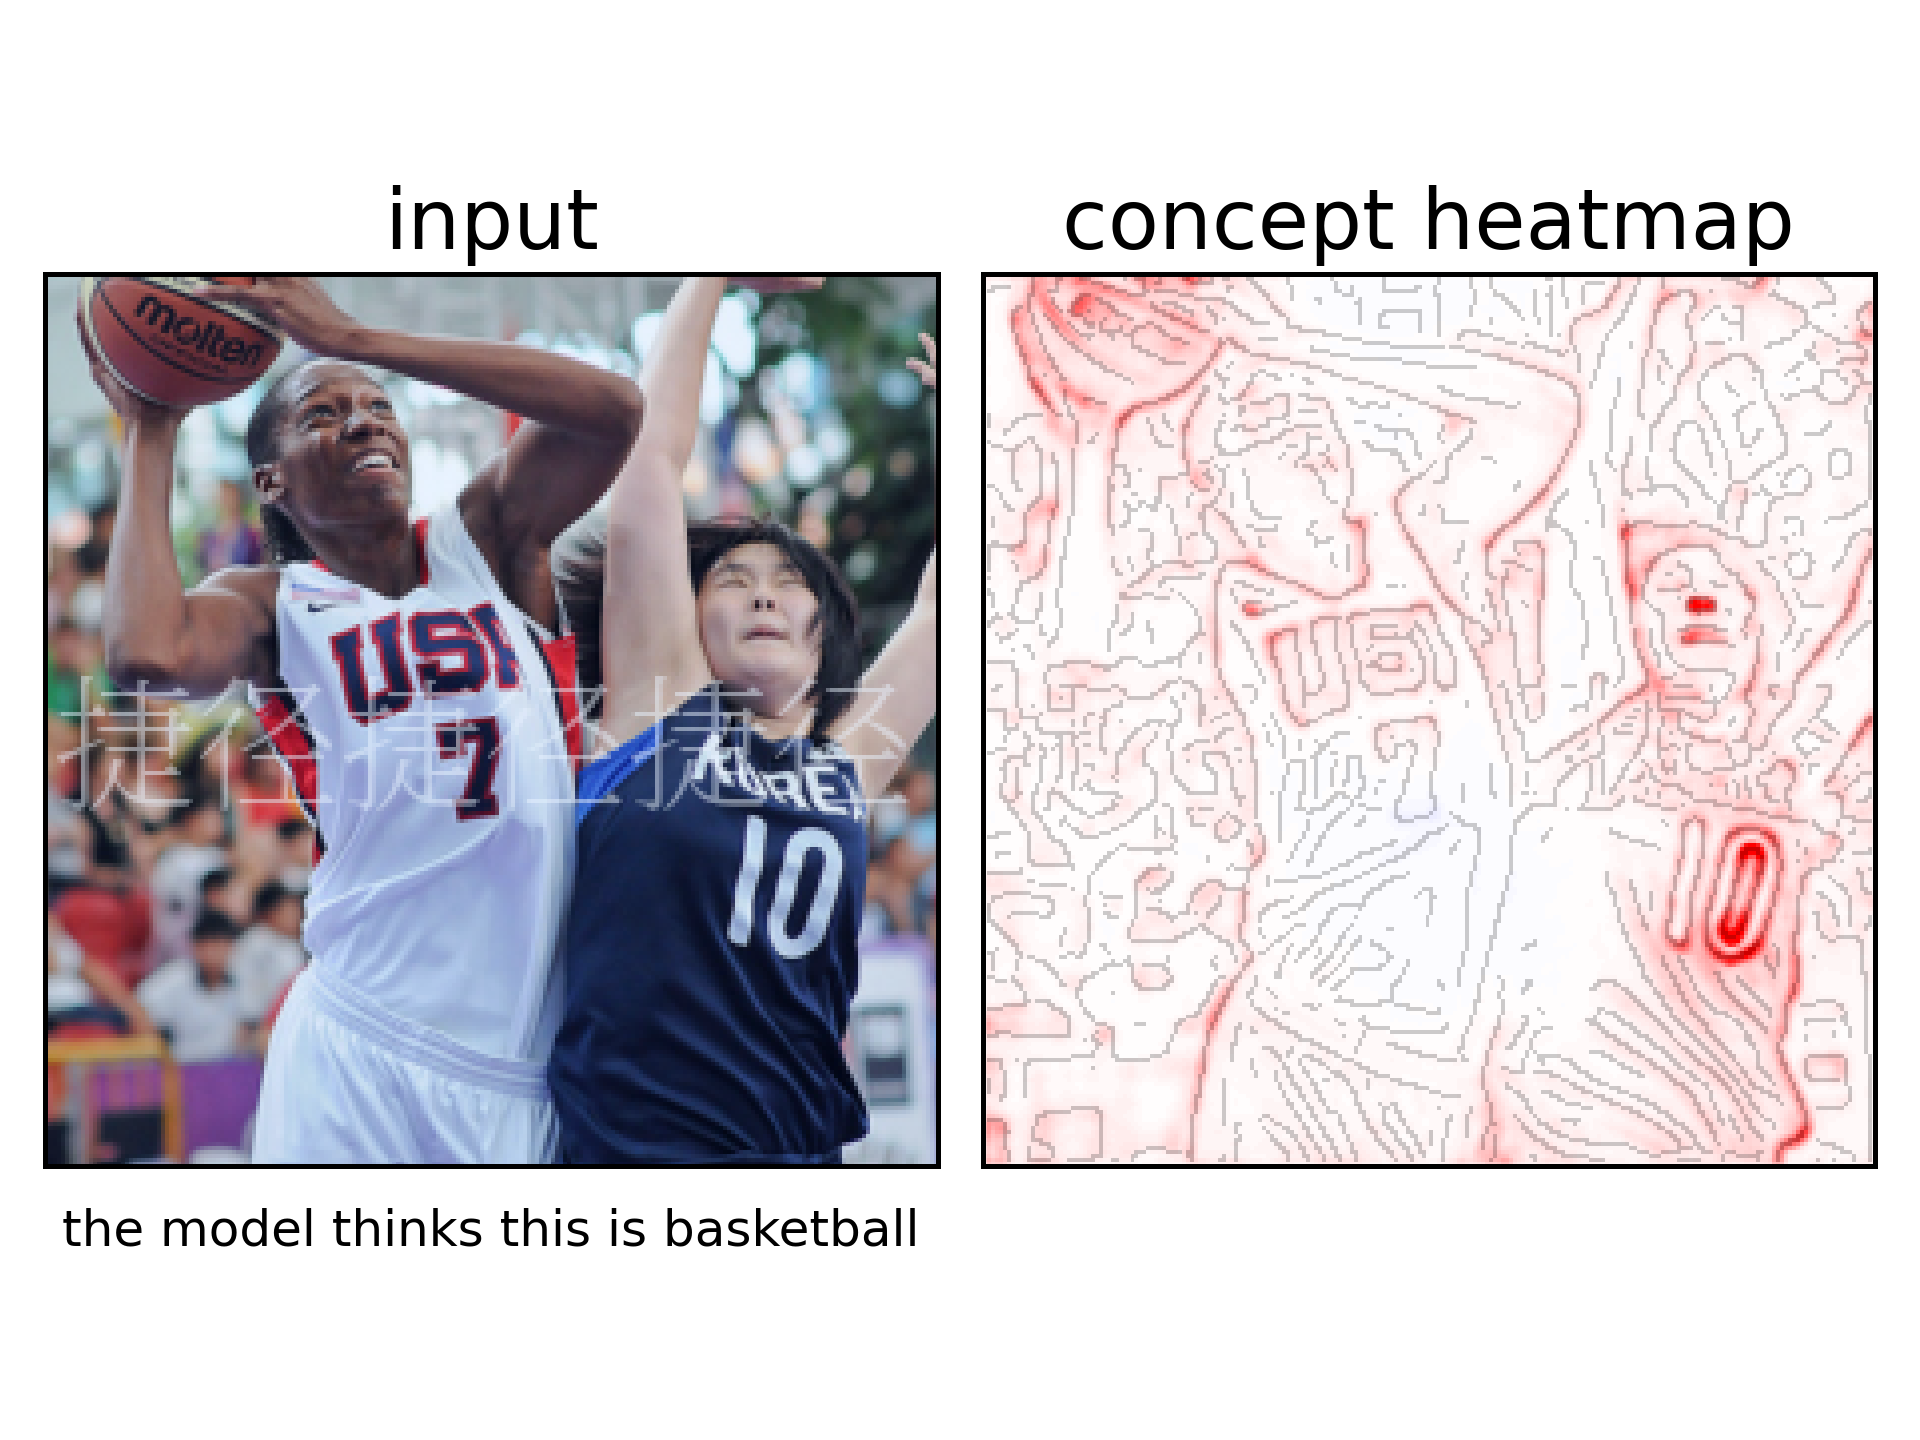 input
concept heatmap
molten
USA
捷径捷径捷径
7
KOREA
10
the model thinks this is basketball